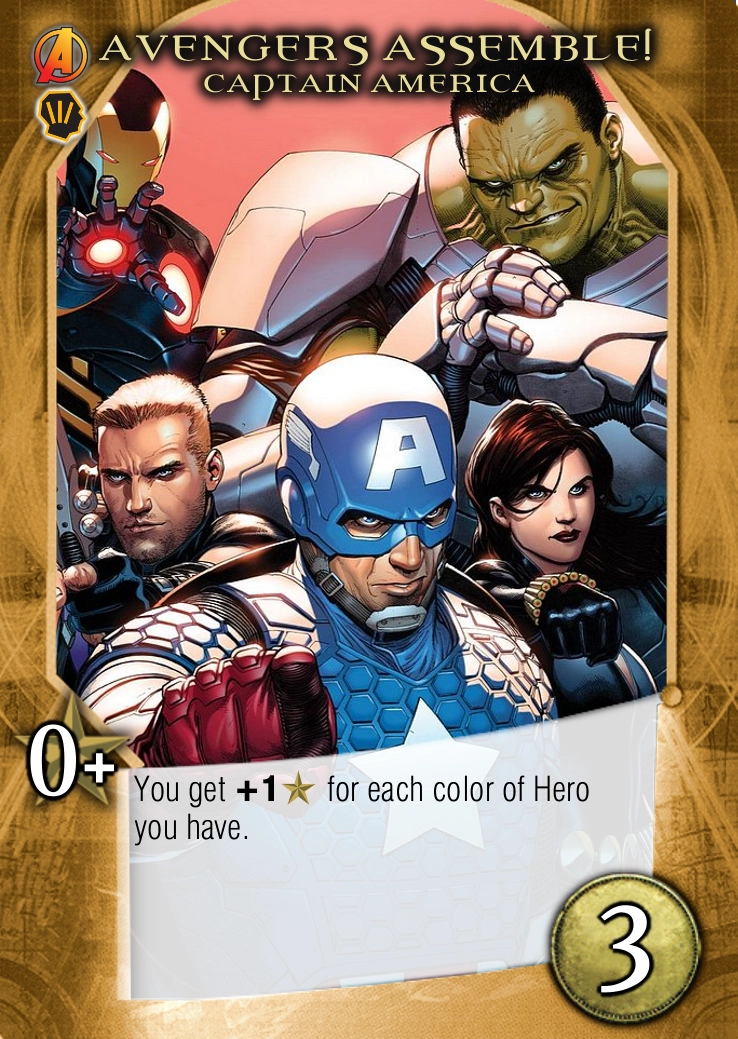 AVENGERS ASSEMBLE!
CAPTAIN AMERICA
A
0+
You get +1 for each color of Hero
you have.
3